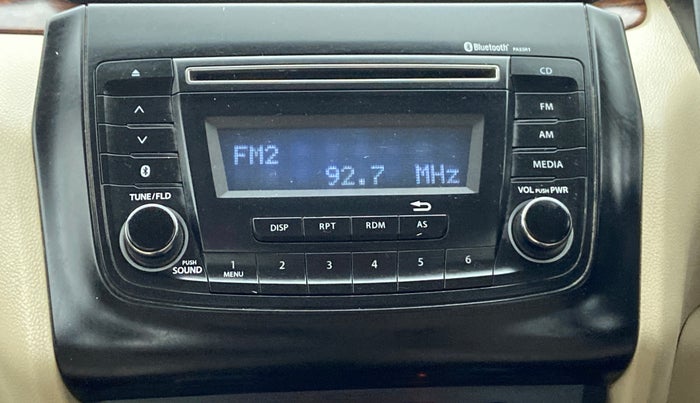 Bluetooth PA33R1
CD
FM
AM
MEDIA
FM2
92.7 MHz
TUNE/FLD
VOL PUSH PWR
DISP RPT RDM AS
PUSH
SOUND
1 2 3 4 5 6
MENU